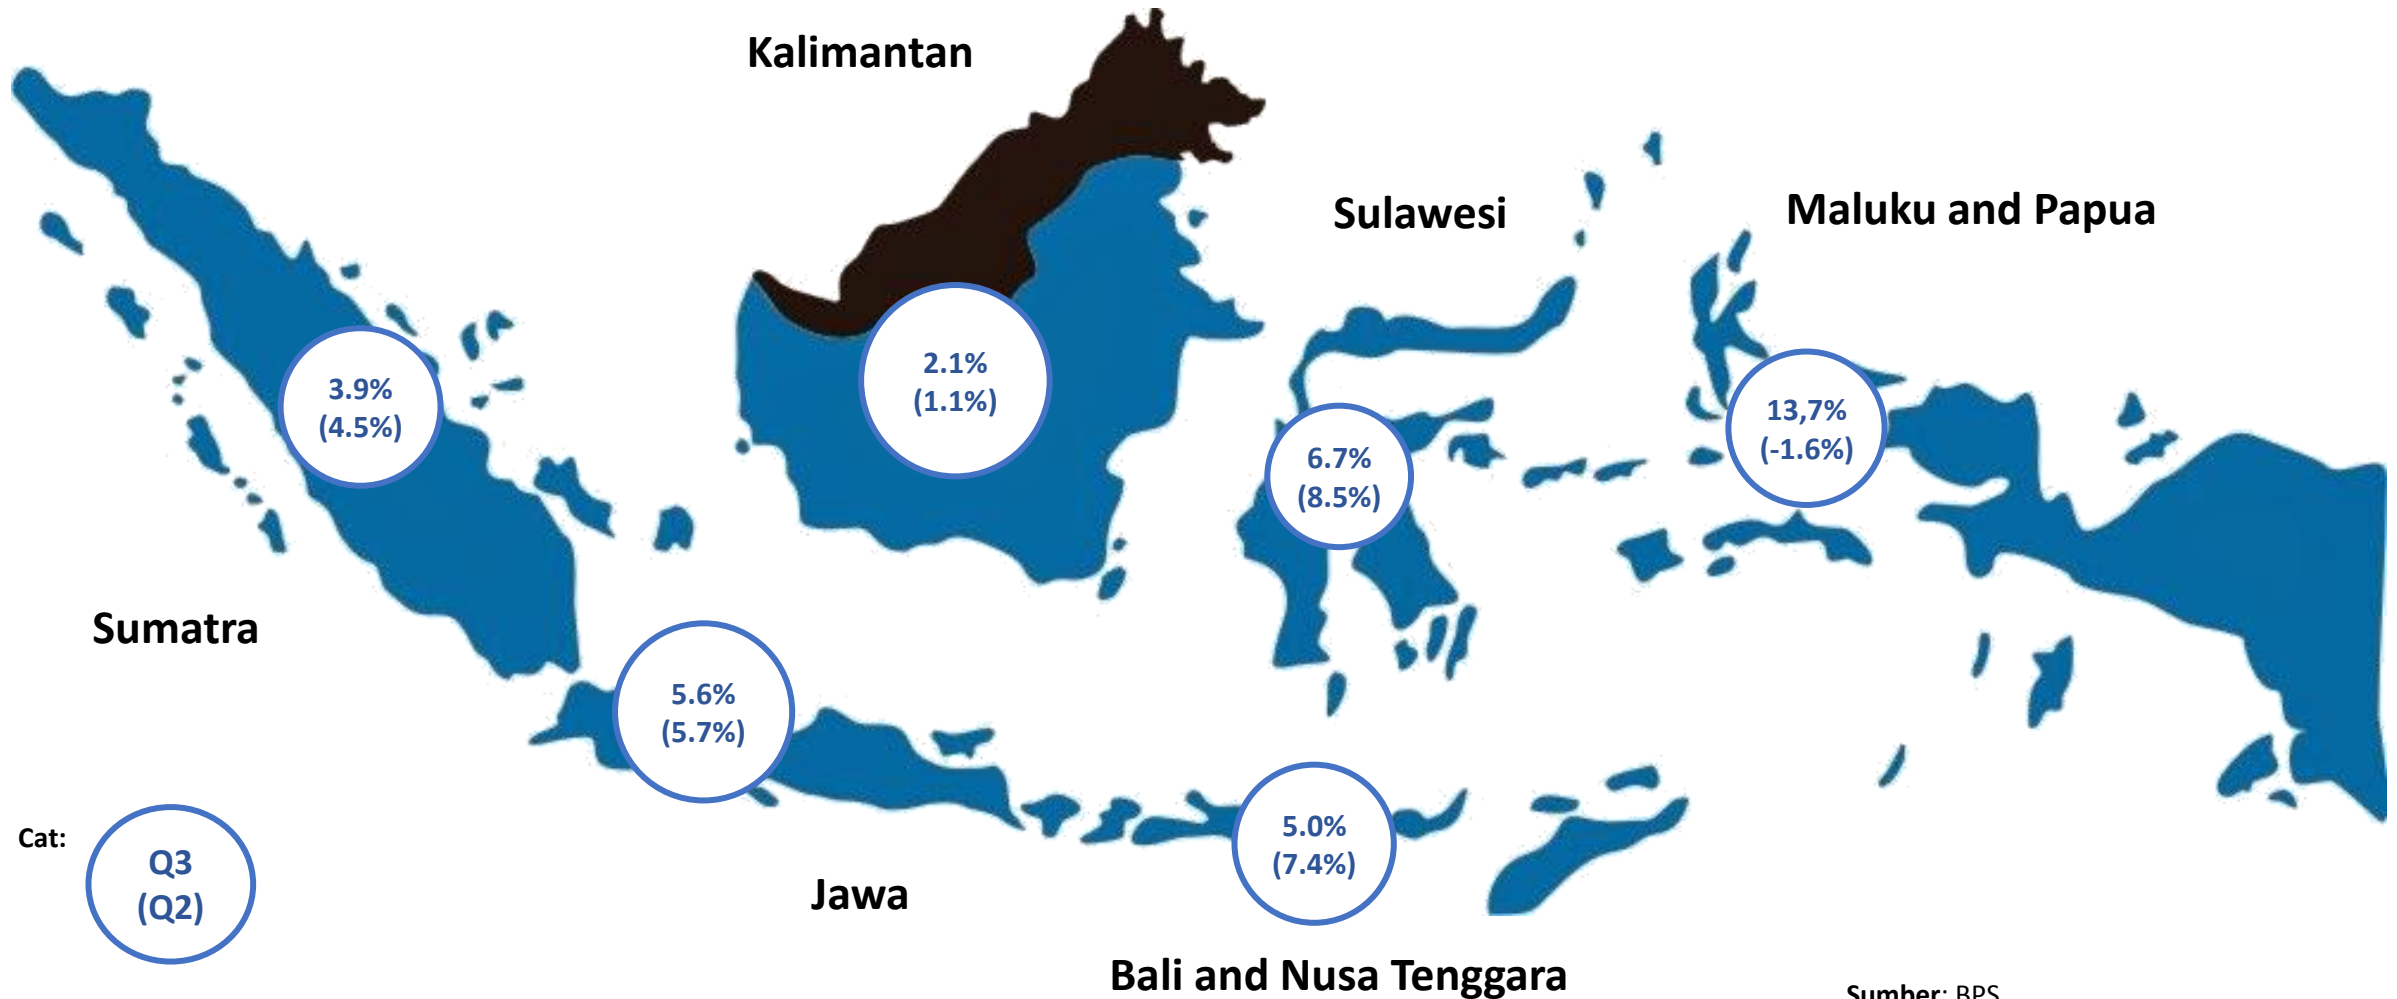 Kalimantan
Sulawesi
Maluku and Papua
2.1%
(1.1%)
3.9%
(4.5%)
13,7%
(-1.6%)
6.7%
(8.5%)
Sumatra
5.6%
(5.7%)
5.0%
(7.4%)
Cat:
Q3
(Q2)
Jawa
Bali and Nusa Tenggara
Sumber: BPS